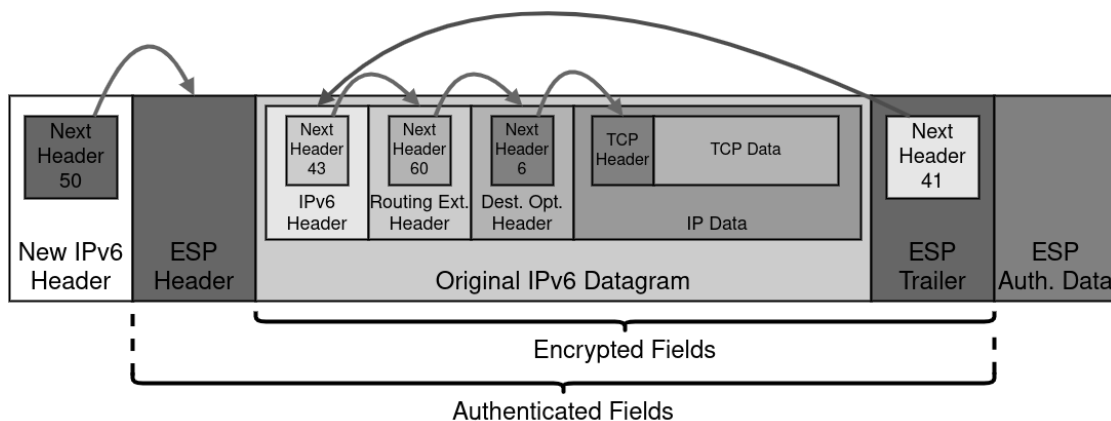 Next
Header
50
New IPv6
Header
ESP
Header
Next
Header
43
IPv6
Header
Next
Header
60
Routing Ext.
Header
Next
Header
6
Dest. Opt.
Header
TCP
Header
TCP Data
IP Data
Original IPv6 Datagram
Next
Header
41
ESP
Trailer
ESP
Auth. Data
Encrypted Fields
Authenticated Fields